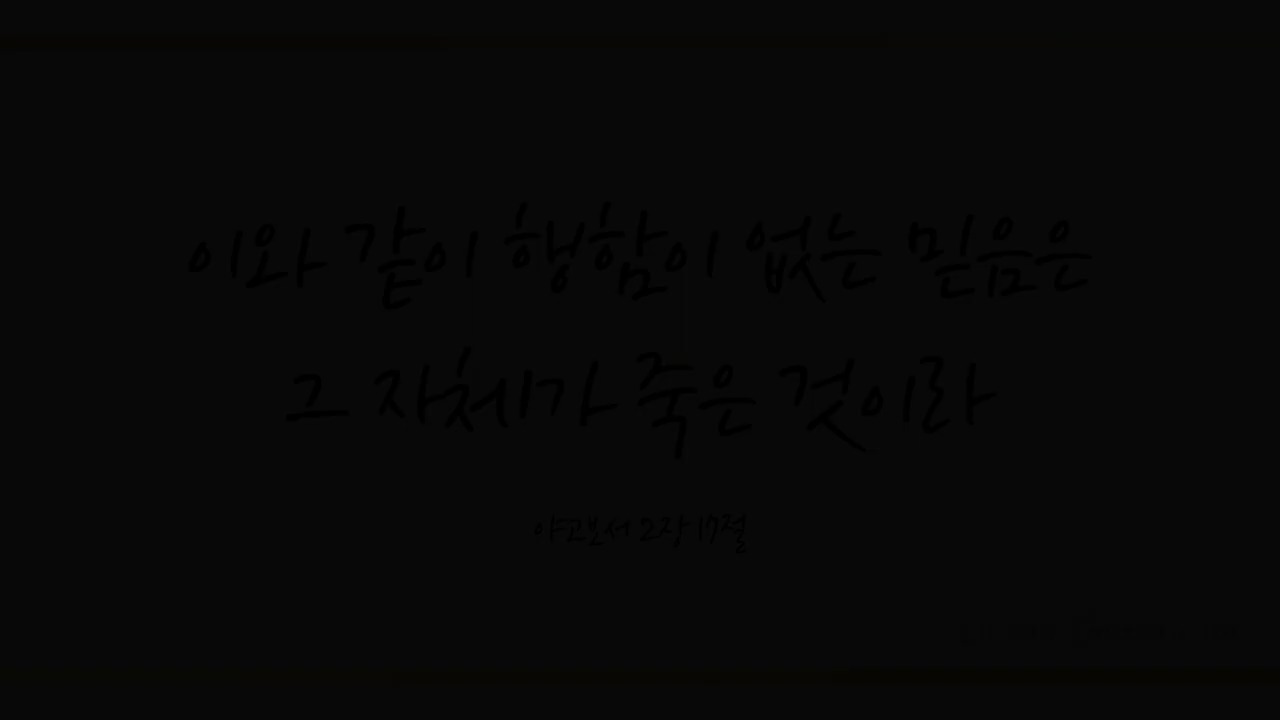 이와 같이 행함이 없는 믿음은
그 자체가 죽은 것이라
야고보서 2장 17절